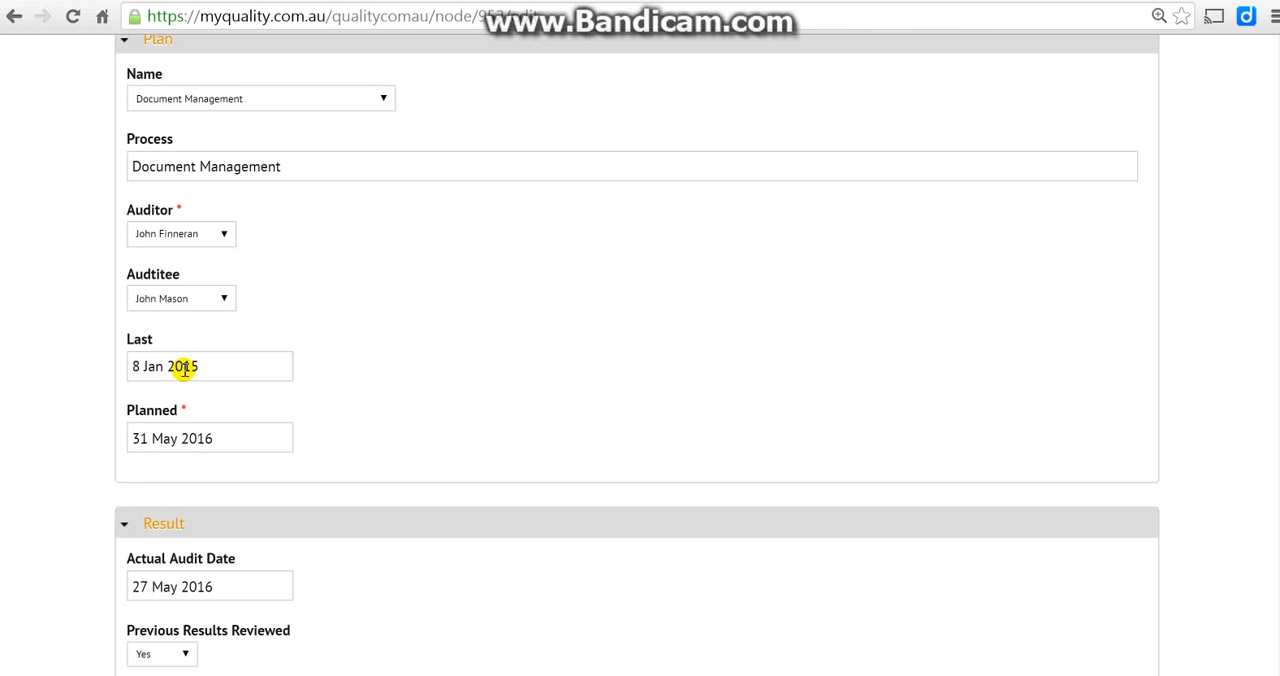 https://myquality.com.au/qualitycomau/node/953/edit
www.Bandicam.com
Plan
Name
Document Management
Process
Document Management
Auditor *
John Finneran
Audtitee
John Mason
Last
8 Jan 2015
Planned *
31 May 2016
Result
Actual Audit Date
27 May 2016
Previous Results Reviewed
Yes